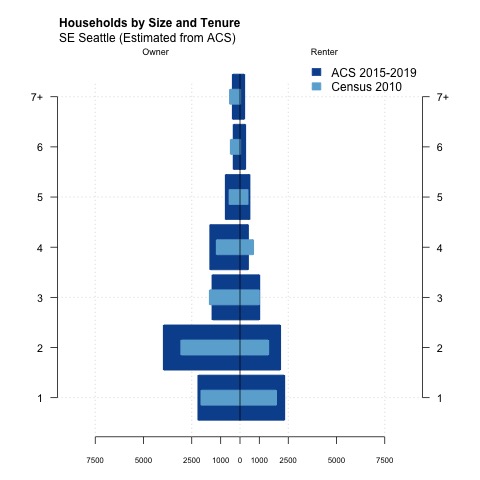 Households by Size and Tenure
SE Seattle (Estimated from ACS)
Owner Renter
ACS 2015-2019
Census 2010
7+ 7+
6 6
5 5
4 4
3 3
2 2
1 1
7500 5000 2500 1000 0 1000 2500 5000 7500